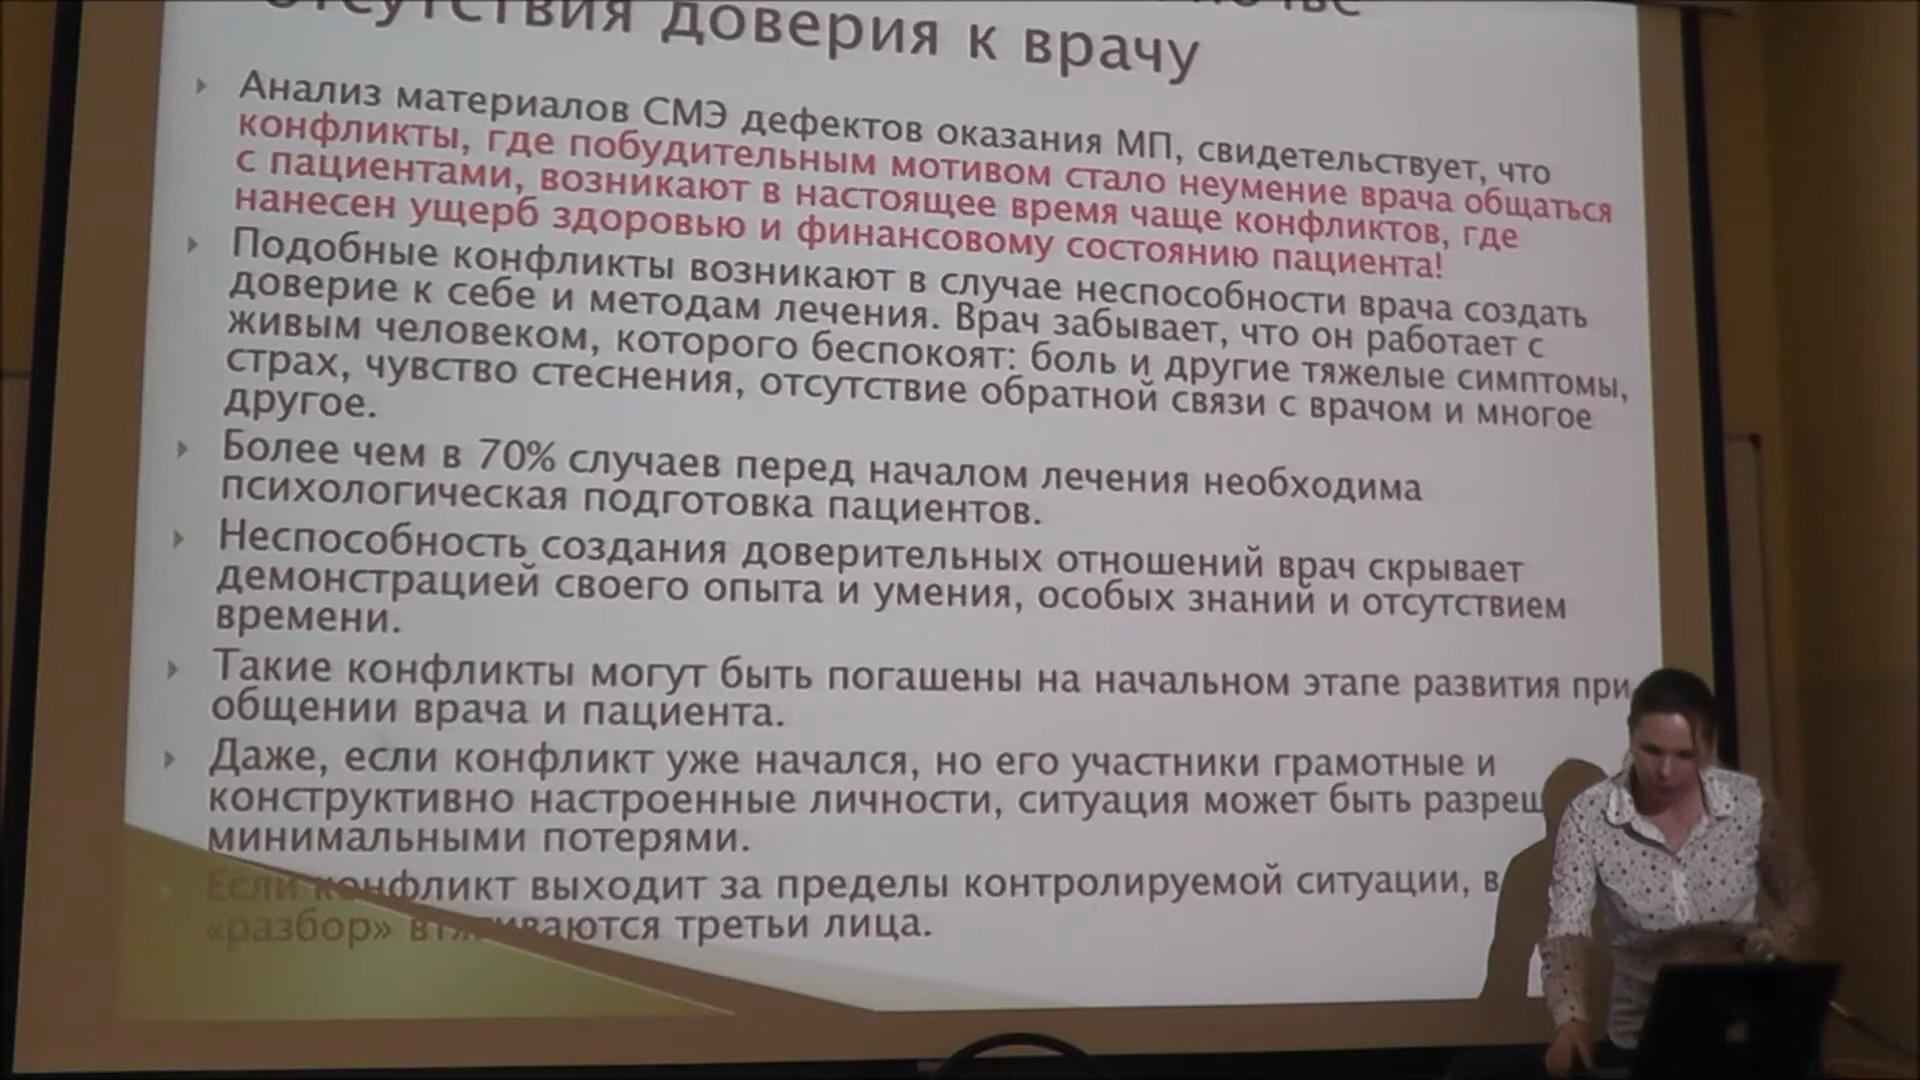 отсутствия доверия к врачу
Анализ материалов СМЭ дефектов оказания МП, свидетельствует, что
конфликты, где побудительным мотивом стало неумение врача общаться
с пациентами, возникают в настоящее время чаще конфликтов, где
нанесен ущерб здоровью и финансовому состоянию пациента!
Подобные конфликты возникают в случае неспособности врача создать
доверие к себе и методам лечения. Врач забывает, что он работает с
живым человеком, которого беспокоят: боль и другие тяжелые симптомы,
страх, чувство стеснения, отсутствие обратной связи с врачом и многое
другое.
Более чем в 70% случаев перед началом лечения необходима
психологическая подготовка пациентов.
Неспособность создания доверительных отношений врач скрывает
демонстрацией своего опыта и умения, особых знаний и отсутствием
времени.
Такие конфликты могут быть погашены на начальном этапе развития при
общении врача и пациента.
Даже, если конфликт уже начался, но его участники грамотные и
конструктивно настроенные личности, ситуация может быть разреш
минимальными потерями.
Если конфликт выходит за пределы контролируемой ситуации, в
«разбор» втягиваются третьи лица.